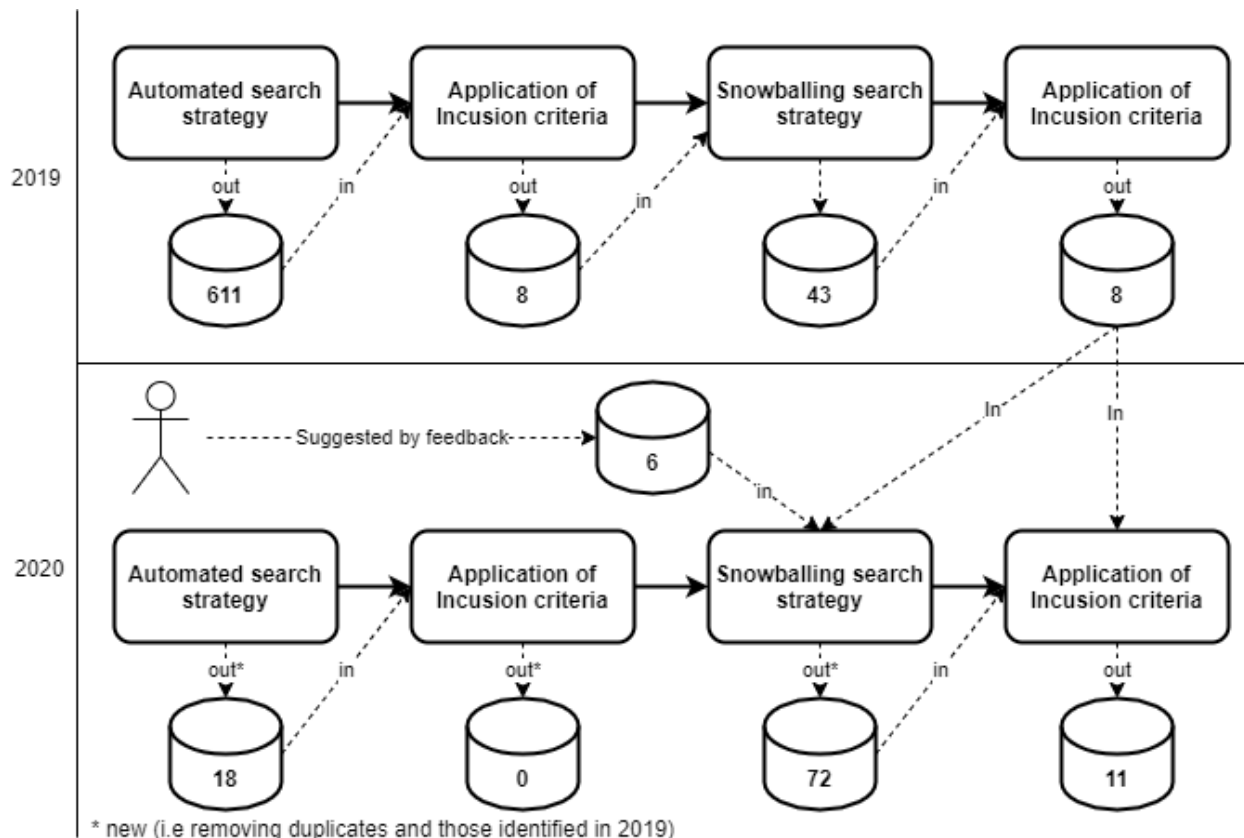 Automated search
strategy
Application of
Incusion criteria
Snowballing search
strategy
Application of
Incusion criteria
2019
out
in
out
in
in
out
611
8
43
8
Suggested by feedback
6
in
In
In
2020
Automated search
strategy
Application of
Incusion criteria
Snowballing search
strategy
Application of
Incusion criteria
out*
in
out*
out*
in
out
18
0
72
11
* new (i.e removing duplicates and those identified in 2019)